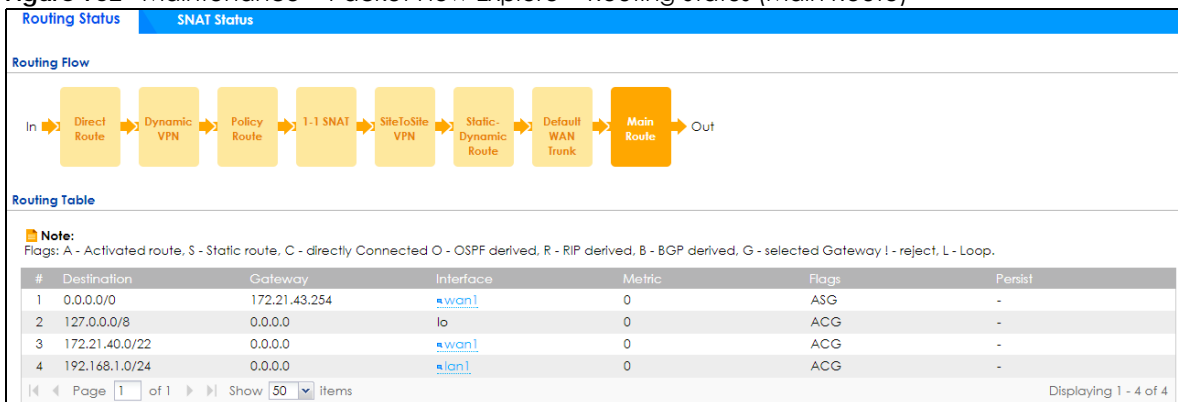 Routing Status SNAT Status
Routing Flow
In Direct Route Dynamic VPN Policy Route 1-1 SNAT SiteToSite VPN Static-Dynamic Route Default WAN Trunk Main Route Out
Routing Table
Note:
Flags: A - Activated route, S - Static route, C - directly Connected O - OSPF derived, R - RIP derived, B - BGP derived, G - selected Gateway ! - reject, L - Loop.
# Destination Gateway Interface Metric Flags Persist
1 0.0.0.0/0 172.21.43.254 wan1 0 ASG -
2 127.0.0.0/8 0.0.0.0 lo 0 ACG -
3 172.21.40.0/22 0.0.0.0 wan1 0 ACG -
4 192.168.1.0/24 0.0.0.0 lan1 0 ACG -
Page 1 of 1 Show 50 items Displaying 1 - 4 of 4